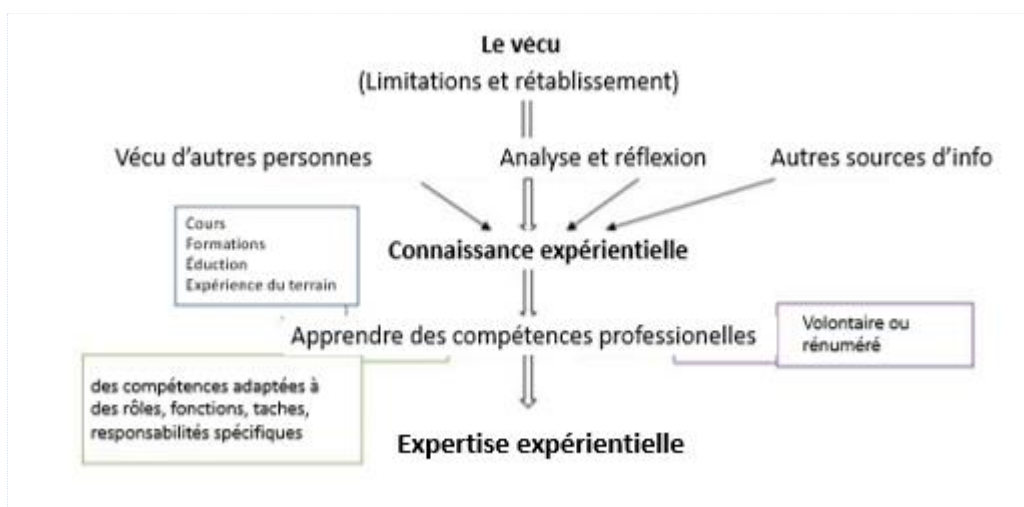 Le vécu
(Limitations et rétablissement)
Vécu d'autres personnes
Analyse et réflexion
Autres sources d'info
Cours
Formations
Éduction
Expérience du terrain
Connaissance expérientielle
Apprendre des compétences professionelles
Volontaire ou
rénuméré
des compétences adaptées à
des rôles, fonctions, taches,
responsabilités spécifiques
Expertise expérientielle